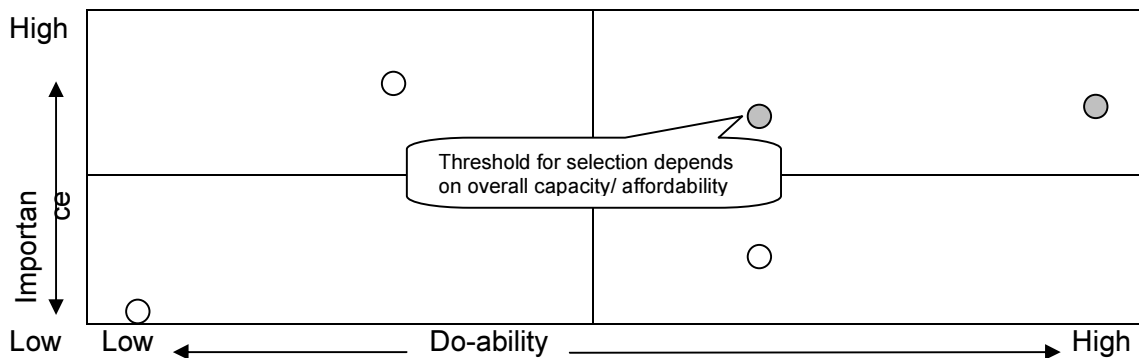 High
Threshold for selection depends
on overall capacity/ affordability
Importan
ce
Low
Low
Do-ability
High